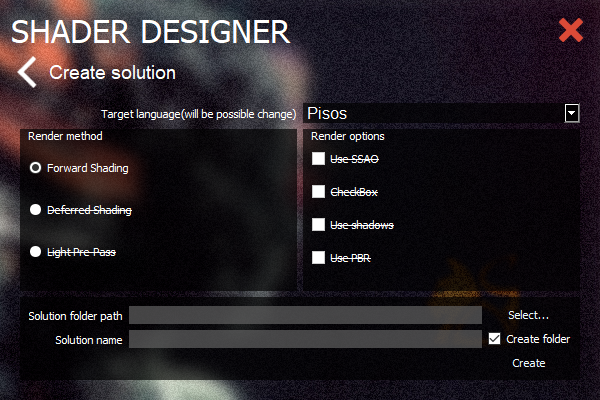 SHADER DESIGNER
Create solution
Target language(will be possible change)
Pisos
Render method
Forward Shading
Deferred Shading
Light Pre-Pass
Render options
Use SSAO
CheckBox
Use shadows
Use PBR
Solution folder path
Select...
Solution name
Create folder
Create